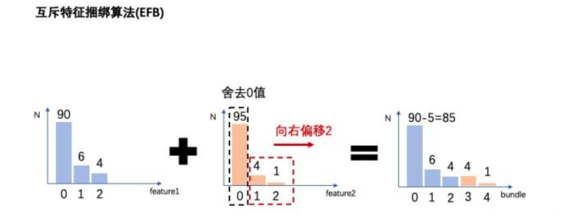 互斥特征捆绑算法(EFB)
舍去0值
N 90 6 4 0 1 2 feature1
+
N 95 4 1 0 1 2 feature2
向右偏移2
=
N 90-5=85 6 4 4 1 0 1 2 3 4 bundle